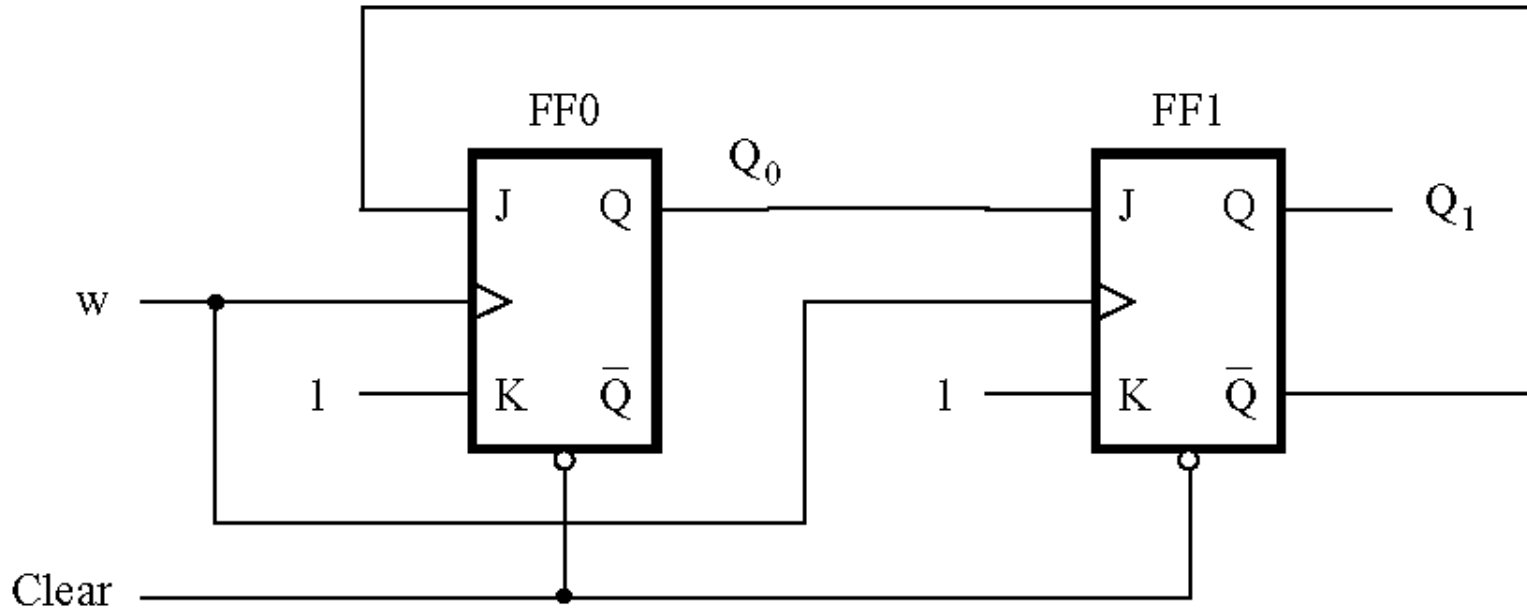 FF0 FF1
Q₀
J Q J Q Q₁
w
1 K Q̅ 1 K Q̅
Clear